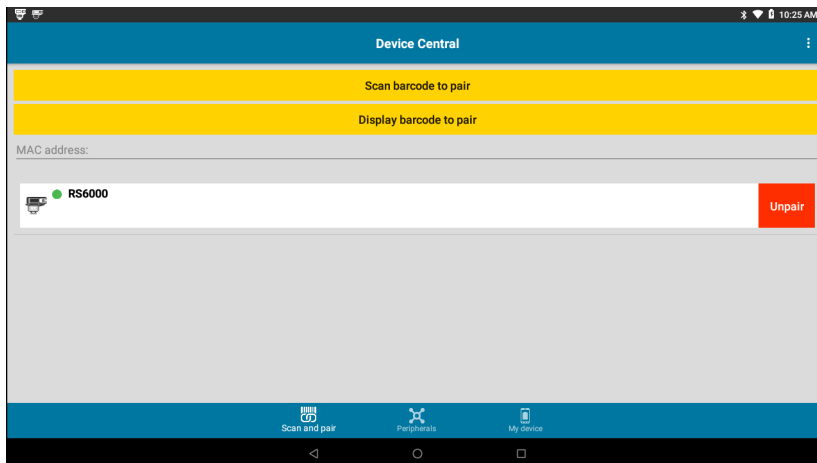 10:25 AM
Device Central
Scan barcode to pair
Display barcode to pair
MAC address:
RS6000
Unpair
Scan and pair
Peripherals
My device